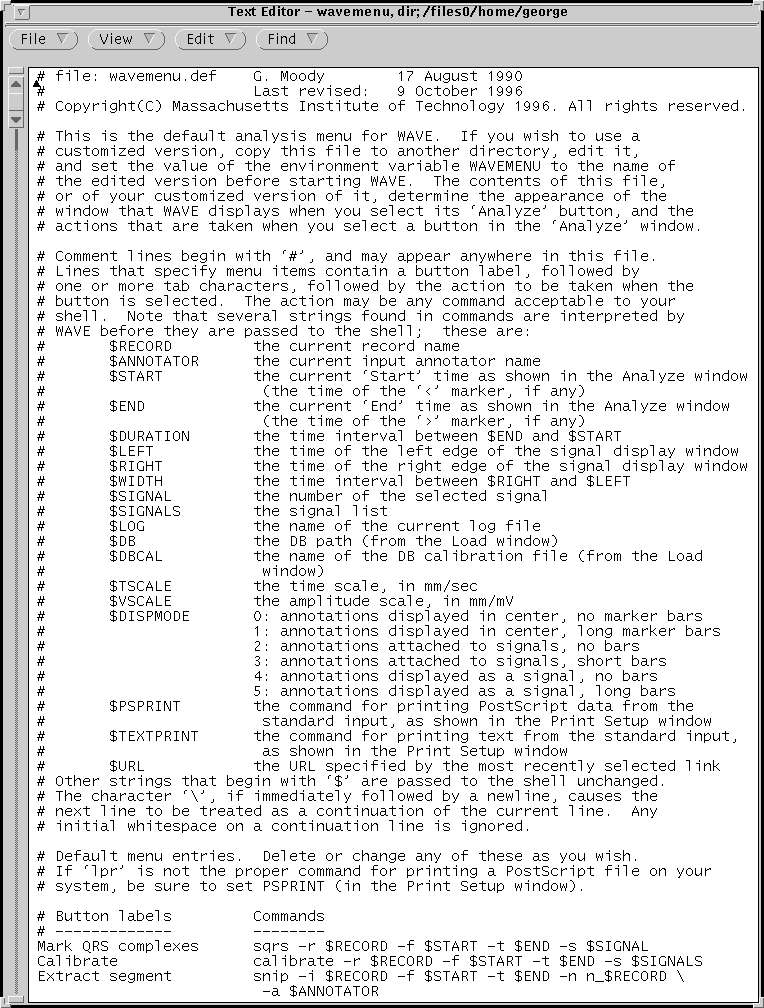 Text Editor – wavemenu, dir; /files0/home/george
File View Edit Find
# file: wavemenu.def    G. Moody        17 August 1990
#                       Last revised:   9 October 1996
# Copyright(C) Massachusetts Institute of Technology 1996. All rights reserved.

# This is the default analysis menu for WAVE.  If you wish to use a
# customized version, copy this file to another directory, edit it,
# and set the value of the environment variable WAVEMENU to the name of
# the edited version before starting WAVE.  The contents of this file,
# or of your customized version of it, determine the appearance of the
# window that WAVE displays when you select its ‘Analyze’ button, and the
# actions that are taken when you select a button in the ‘Analyze’ window.

# Comment lines begin with ‘#’, and may appear anywhere in this file.
# Lines that specify menu items contain a button label, followed by
# one or more tab characters, followed by the action to be taken when the
# button is selected.  The action may be any command acceptable to your
# shell.  Note that several strings found in commands are interpreted by
# WAVE before they are passed to the shell;  these are:
#       $RECORD         the current record name
#       $ANNOTATOR      the current input annotator name
#       $START          the current ‘Start’ time as shown in the Analyze window
#                        (the time of the ‘<’ marker, if any)
#       $END            the current ‘End’ time as shown in the Analyze window
#                        (the time of the ‘>’ marker, if any)
#       $DURATION       the time interval between $END and $START
#       $LEFT           the time of the left edge of the signal display window
#       $RIGHT          the time of the right edge of the signal display window
#       $WIDTH          the time interval between $RIGHT and $LEFT
#       $SIGNAL         the number of the selected signal
#       $SIGNALS        the signal list
#       $LOG            the name of the current log file
#       $DB             the DB path (from the Load window)
#       $DBCAL          the name of the DB calibration file (from the Load
#                        window)
#       $TSCALE         the time scale, in mm/sec
#       $VSCALE         the amplitude scale, in mm/mV
#       $DISPMODE       0: annotations displayed in center, no marker bars
#                       1: annotations displayed in center, long marker bars
#                       2: annotations attached to signals, no bars
#                       3: annotations attached to signals, short bars
#                       4: annotations displayed as a signal, no bars
#                       5: annotations displayed as a signal, long bars
#       $PSPRINT        the command for printing PostScript data from the
#                        standard input, as shown in the Print Setup window
#       $TEXTPRINT      the command for printing text from the standard input,
#                        as shown in the Print Setup window
#       $URL            the URL specified by the most recently selected link
# Other strings that begin with ‘$’ are passed to the shell unchanged.
# The character ‘\’, if immediately followed by a newline, causes the
# next line to be treated as a continuation of the current line.  Any
# initial whitespace on a continuation line is ignored.

# Default menu entries.  Delete or change any of these as you wish.
# If ‘lpr’ is not the proper command for printing a PostScript file on your
# system, be sure to set PSPRINT (in the Print Setup window).

# Button labels         Commands
# -------------         --------
Mark QRS complexes      sqrs -r $RECORD -f $START -t $END -s $SIGNAL
Calibrate               calibrate -r $RECORD -f $START -t $END -s $SIGNALS
Extract segment         snip -i $RECORD -f $START -t $END -n n_$RECORD \
                         -a $ANNOTATOR